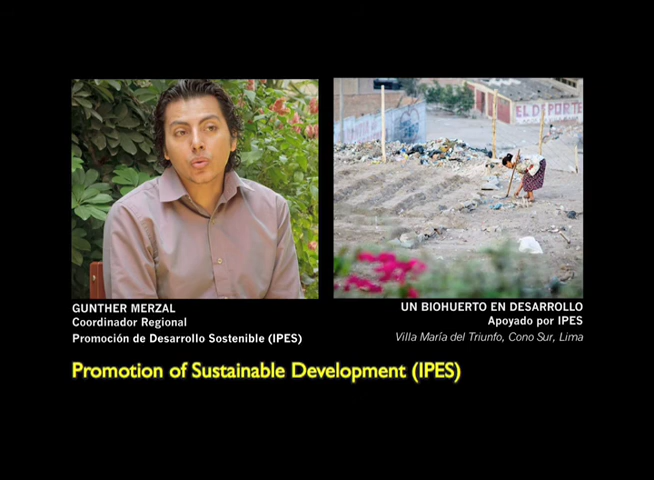 EL DEPORTE
GUNTHER MERZAL
Coordinador Regional
Promoción de Desarrollo Sostenible (IPES)
UN BIOHUERTO EN DESARROLLO
Apoyado por IPES
Villa María del Triunfo, Cono Sur, Lima
Promotion of Sustainable Development (IPES)